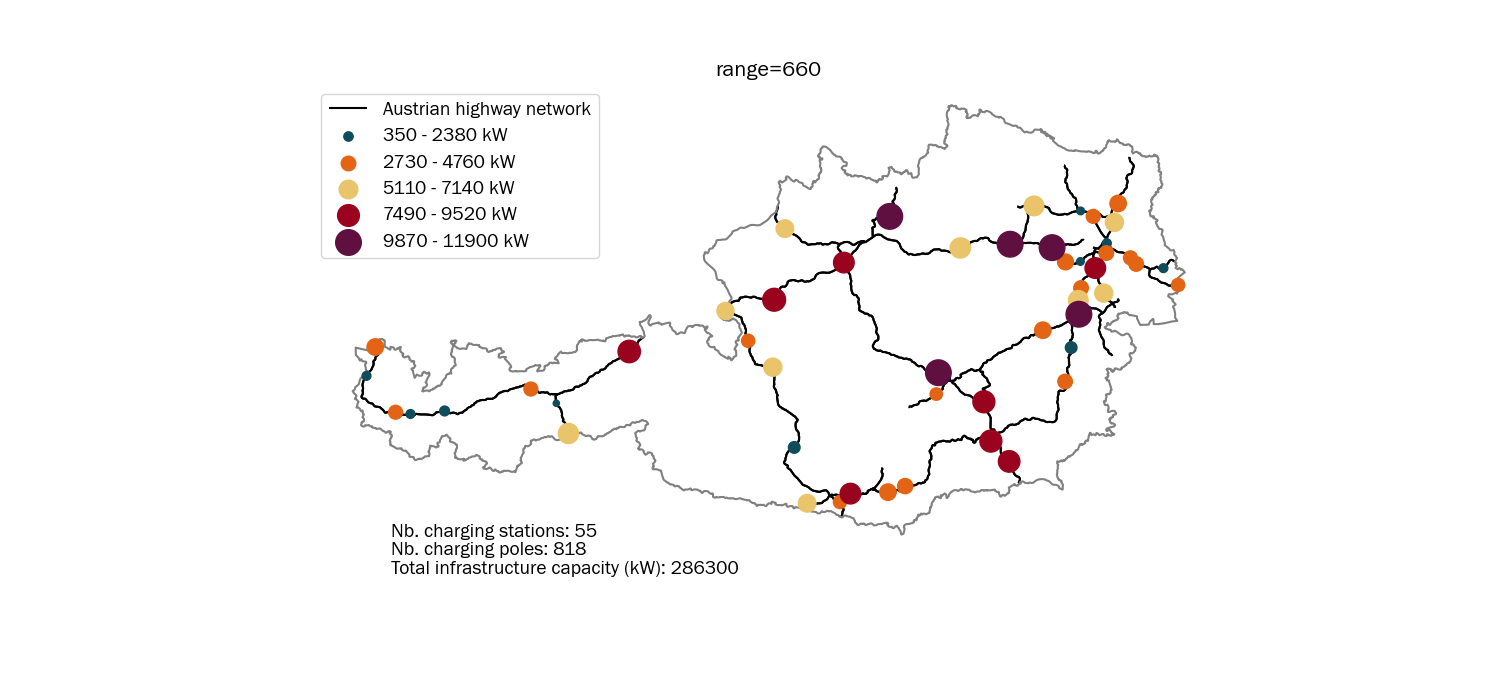 range=660
Austrian highway network
350 - 2380 kW
2730 - 4760 kW
5110 - 7140 kW
7490 - 9520 kW
9870 - 11900 kW
Nb. charging stations: 55
Nb. charging poles: 818
Total infrastructure capacity (kW): 286300